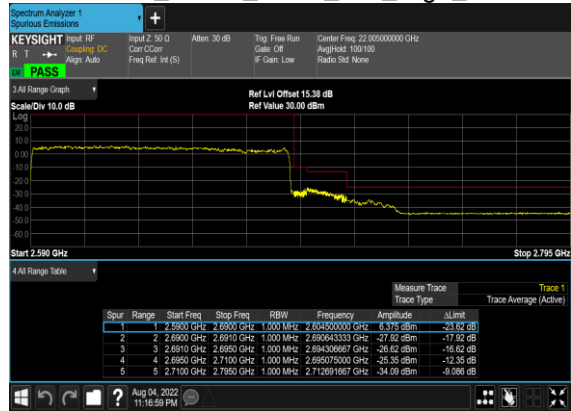 Spectrum Analyzer 1
Spurious Emissions
KEYSIGHT Input: RF Input Z: 50 Ω Atten: 30 dB Trig: Free Run Center Freq: 22.005000000 GHz
R T Coupling: DC Corr CCorr Gate: Off Avg|Hold: 100/100
Align: Auto Freq Ref: Int (S) IF Gain: Low Radio Std: None
PASS
3 All Range Graph
Ref Lvl Offset 15.38 dB
Scale/Div 10.0 dB Ref Value 30.00 dBm
Log
20.0
10.0
0.00
-10.0
-20.0
-30.0
-40.0
-50.0
-60.0
Start 2.590 GHz Stop 2.795 GHz
4 All Range Table
Measure Trace Trace 1
Trace Type Trace Average (Active)
Spur Range Start Freq Stop Freq RBW Frequency Amplitude ΔLimit
1 1 2.5900 GHz 2.6900 GHz 1.000 MHz 2.604500000 GHz 6.375 dBm -23.62 dB
2 2 2.6900 GHz 2.6910 GHz 1.000 MHz 2.690643333 GHz -27.92 dBm -17.92 dB
3 3 2.6910 GHz 2.6950 GHz 1.000 MHz 2.694306667 GHz -26.62 dBm -16.62 dB
4 4 2.6950 GHz 2.7100 GHz 1.000 MHz 2.695075000 GHz -25.35 dBm -12.35 dB
5 5 2.7100 GHz 2.7950 GHz 1.000 MHz 2.712691667 GHz -34.09 dBm -9.086 dB
Aug 04, 2022
11:16:59 PM